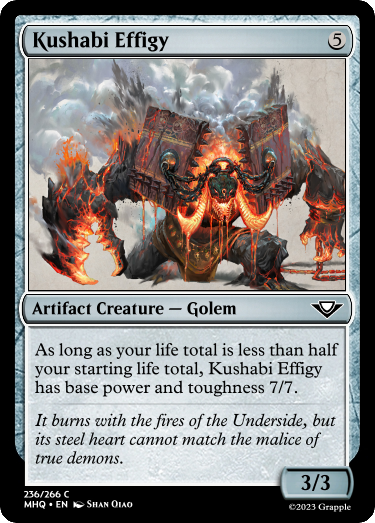 Kushabi Effigy 5
Artifact Creature — Golem
As long as your life total is less than half
your starting life total, Kushabi Effigy
has base power and toughness 7/7.
It burns with the fires of the Underside, but
its steel heart cannot match the malice of
true demons.
3/3
236/266 C
MHQ • EN Shan Qiao
©2023 Grapple